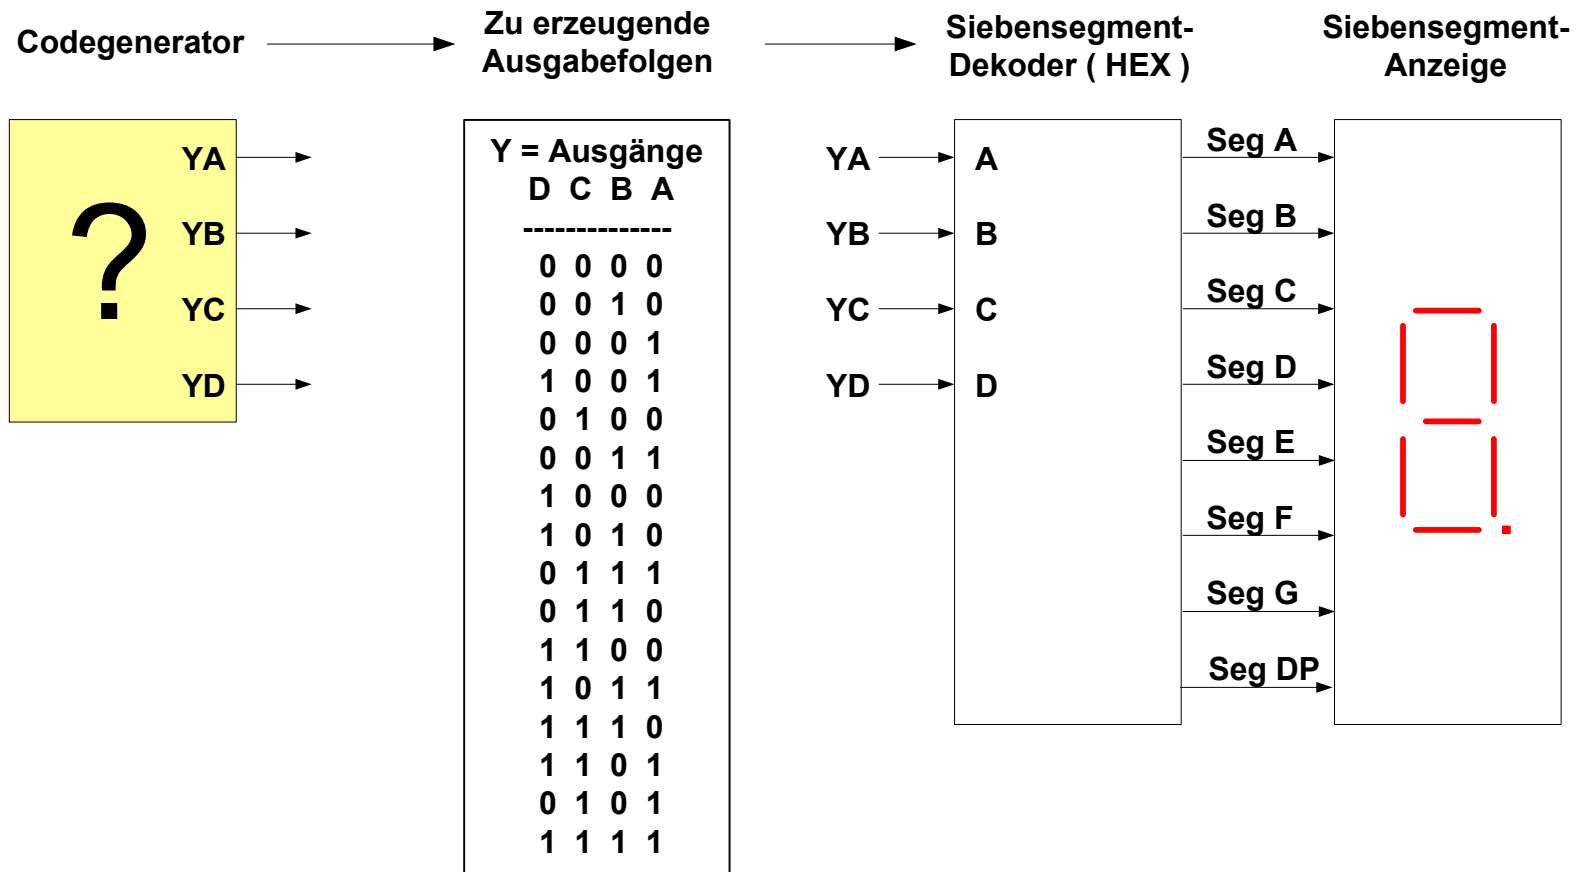 Codegenerator
Zu erzeugende
Ausgabefolgen
Siebensegment-
Dekoder ( HEX )
Siebensegment-
Anzeige
?
YA
YB
YC
YD
Y = Ausgänge
D C B A
--------------
0 0 0 0
0 0 1 0
0 0 0 1
1 0 0 1
0 1 0 0
0 0 1 1
1 0 0 0
1 0 1 0
0 1 1 1
0 1 1 0
1 1 0 0
1 0 1 1
1 1 1 0
1 1 0 1
0 1 0 1
1 1 1 1
YA
YB
YC
YD
A
B
C
D
Seg A
Seg B
Seg C
Seg D
Seg E
Seg F
Seg G
Seg DP